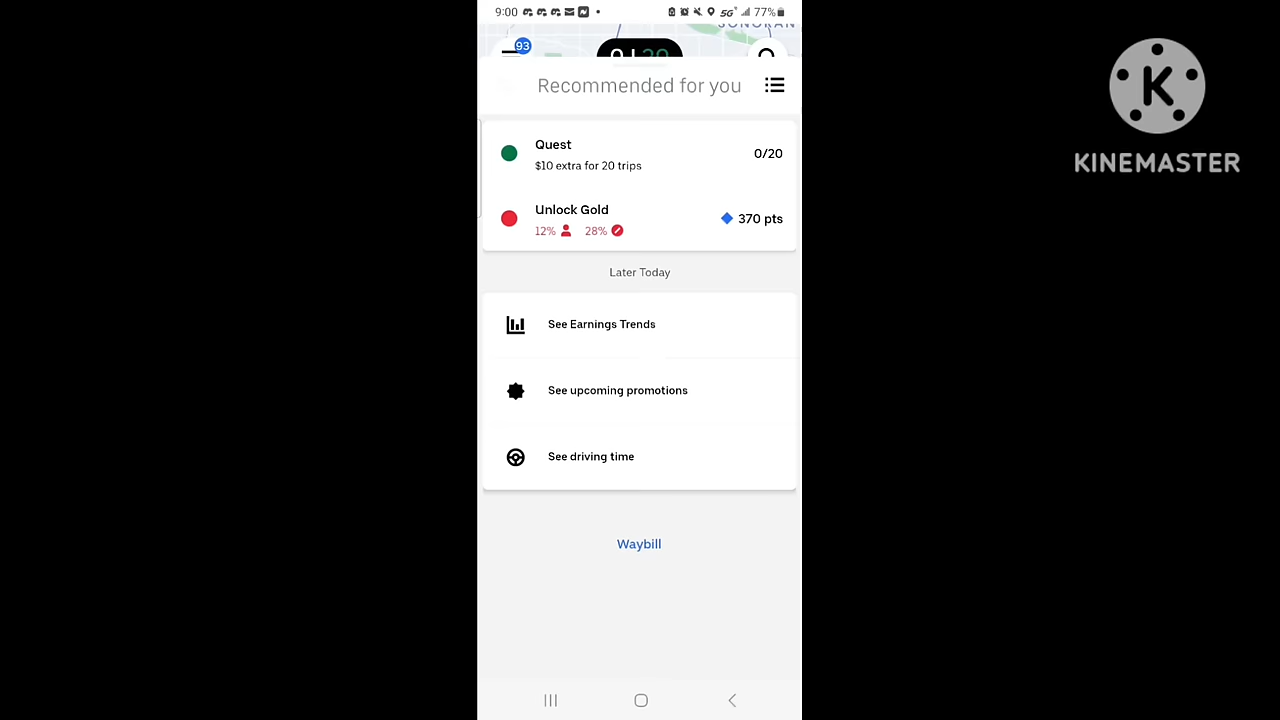 9:00
5G
77%
SONORAN
93
Recommended for you
Quest
$10 extra for 20 trips
0/20
Unlock Gold
12% 28%
370 pts
Later Today
See Earnings Trends
See upcoming promotions
See driving time
Waybill
K
KINEMASTER